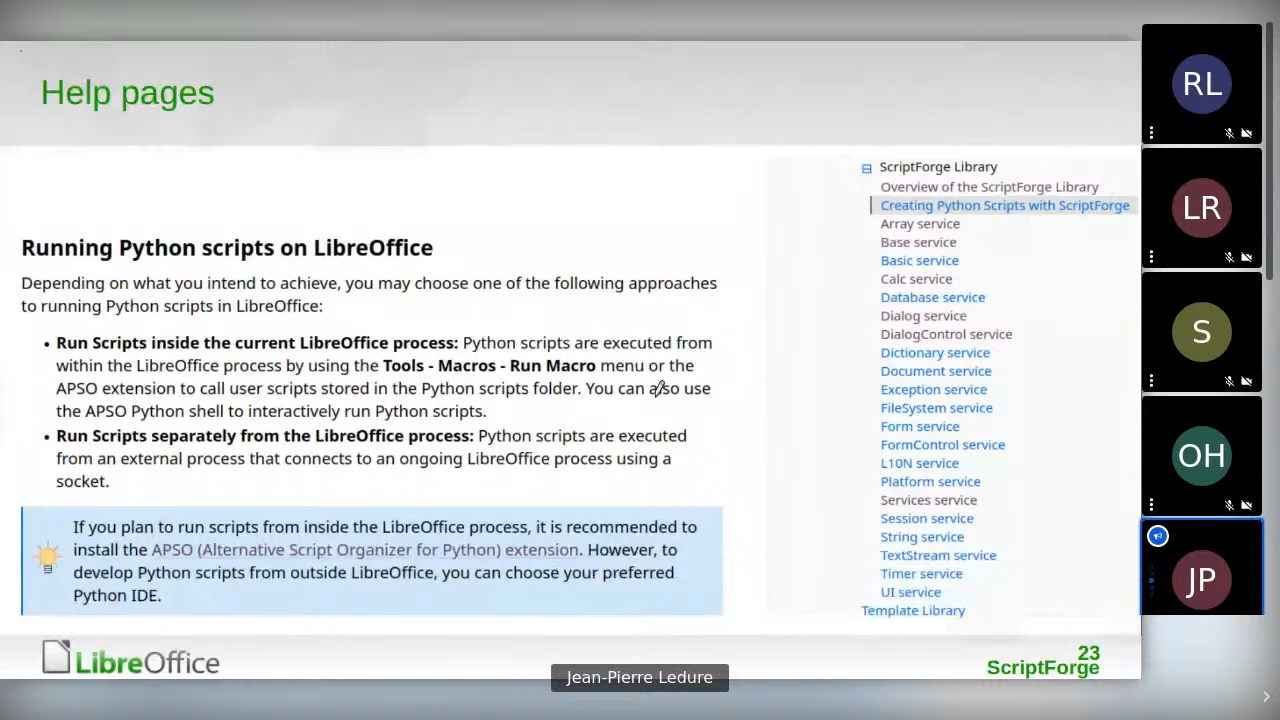 Help pages
Running Python scripts on LibreOffice
Depending on what you intend to achieve, you may choose one of the following approaches
to running Python scripts in LibreOffice:
• Run Scripts inside the current LibreOffice process: Python scripts are executed from
within the LibreOffice process by using the Tools - Macros - Run Macro menu or the
APSO extension to call user scripts stored in the Python scripts folder. You can also use
the APSO Python shell to interactively run Python scripts.
• Run Scripts separately from the LibreOffice process: Python scripts are executed
from an external process that connects to an ongoing LibreOffice process using a
socket.
If you plan to run scripts from inside the LibreOffice process, it is recommended to
install the APSO (Alternative Script Organizer for Python) extension. However, to
develop Python scripts from outside LibreOffice, you can choose your preferred
Python IDE.
ScriptForge Library
Overview of the ScriptForge Library
Creating Python Scripts with ScriptForge
Array service
Base service
Basic service
Calc service
Database service
Dialog service
DialogControl service
Dictionary service
Document service
Exception service
FileSystem service
Form service
FormControl service
L10N service
Platform service
Services service
Session service
String service
TextStream service
Timer service
UI service
Template Library
LibreOffice
23
ScriptForge
Jean-Pierre Ledure
RL
LR
S
OH
JP